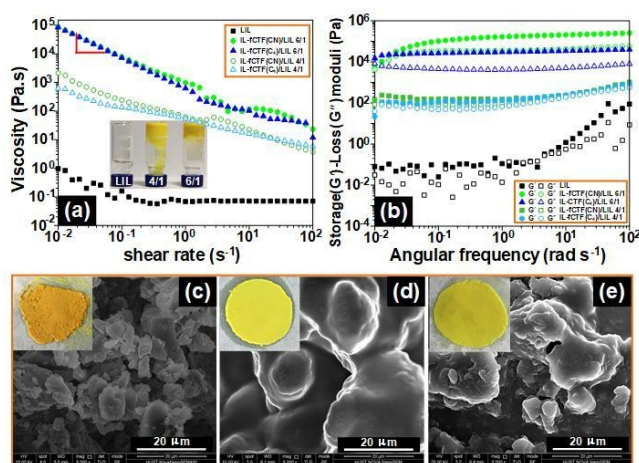 (a)
LIL
IL-fCTF(CN)/LIL 6/1
IL-fCTF(Cₛ)/LIL 6/1
IL-fCTF(CN)/LIL 4/1
IL-fCTF(Cₛ)/LIL 4/1
Viscosity (Pa.s)
10⁵
10⁴
10³
10²
10¹
10⁰
10⁻¹
10⁻²
LIL 4/1 6/1
10⁻² 10⁻¹ 10⁰ 10¹ 10²
shear rate (s⁻¹)
Storage(G′)-Loss(G″) moduli (Pa)
10⁶
10⁴
10²
10⁰
10⁻²
10⁻⁴
(b)
G′ G″ LIL
G′ G″ IL-fCTF(CN)/LIL 6/1
G′ G″ IL-CTF(Cₛ)/LIL 6/1
G′ G″ IL-fCTF(CN)/LIL 4/1
G′ G″ IL-fCTF(Cₛ)/LIL 4/1
10⁻² 10⁻¹ 10⁰ 10¹ 10²
Angular frequency (rad s⁻¹)
(c)
20 µm
(d)
20 µm
(e)
20 µm